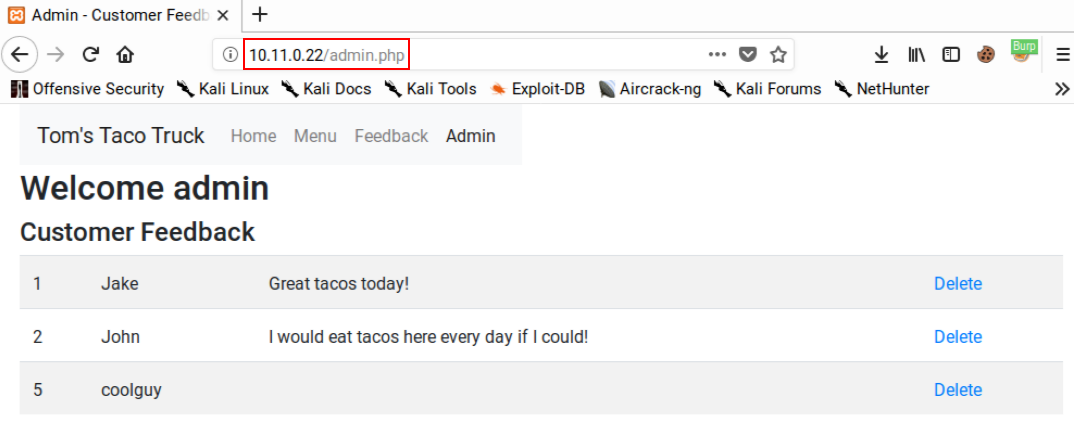 Admin - Customer Feedb
10.11.0.22/admin.php
Burp
Offensive Security Kali Linux Kali Docs Kali Tools Exploit-DB Aircrack-ng Kali Forums NetHunter
Tom's Taco Truck Home Menu Feedback Admin
Welcome admin
Customer Feedback
1 Jake Great tacos today! Delete
2 John I would eat tacos here every day if I could! Delete
5 coolguy Delete